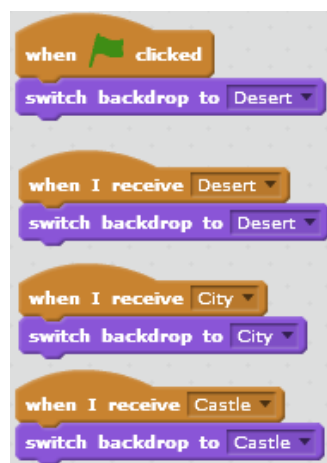 when clicked
switch backdrop to Desert
when I receive Desert
switch backdrop to Desert
when I receive City
switch backdrop to City
when I receive Castle
switch backdrop to Castle